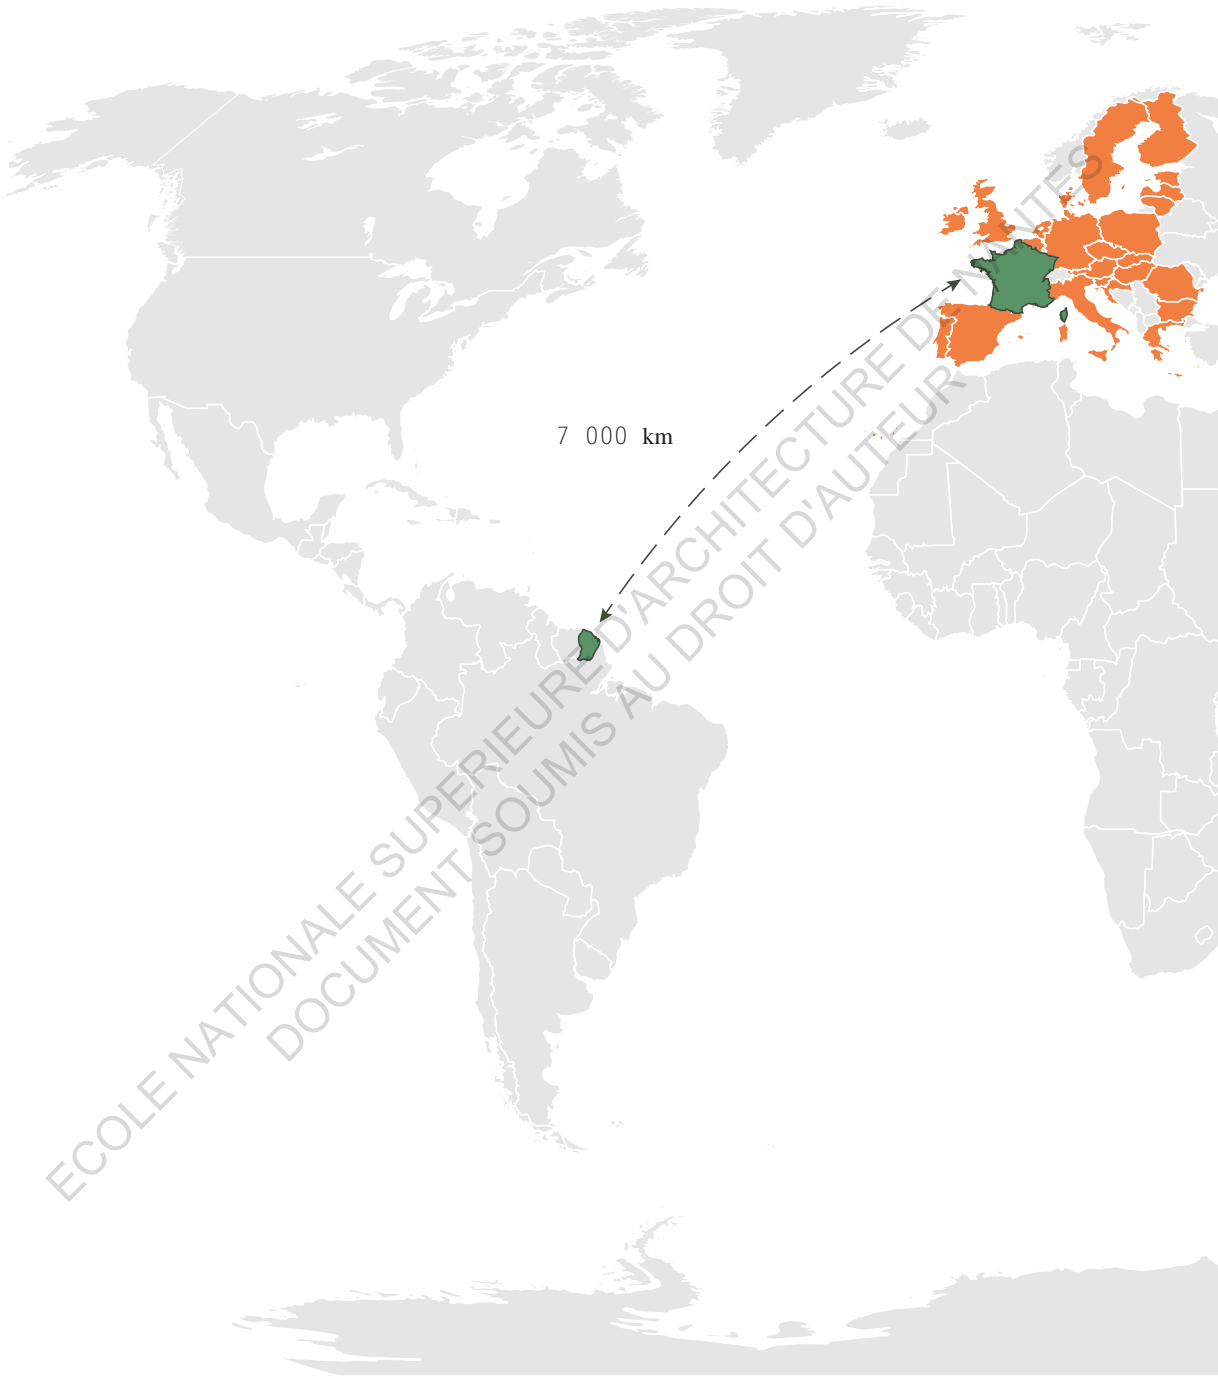 7 000 km
ECOLE NATIONALE SUPERIEURE D'ARCHITECTURE DE NANTES
DOCUMENT SOUMIS AU DROIT D'AUTEUR